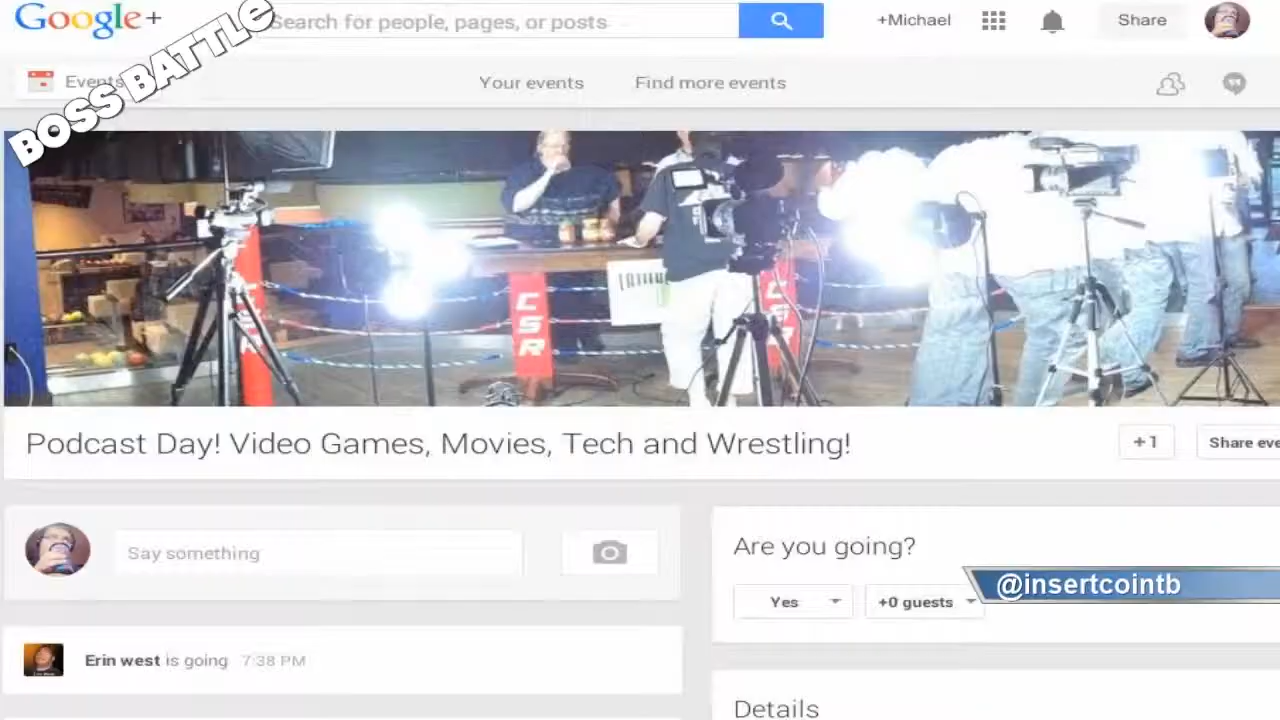 Google+
Search for people, pages, or posts
+Michael
Share
BOSS BATTLE
Events
Your events
Find more events
CSR
CSR
CSR
Podcast Day! Video Games, Movies, Tech and Wrestling!
+1
Share eve
Say something
Are you going?
@insertcointb
Yes
+0 guests
Erin west is going 7:38 PM
Details